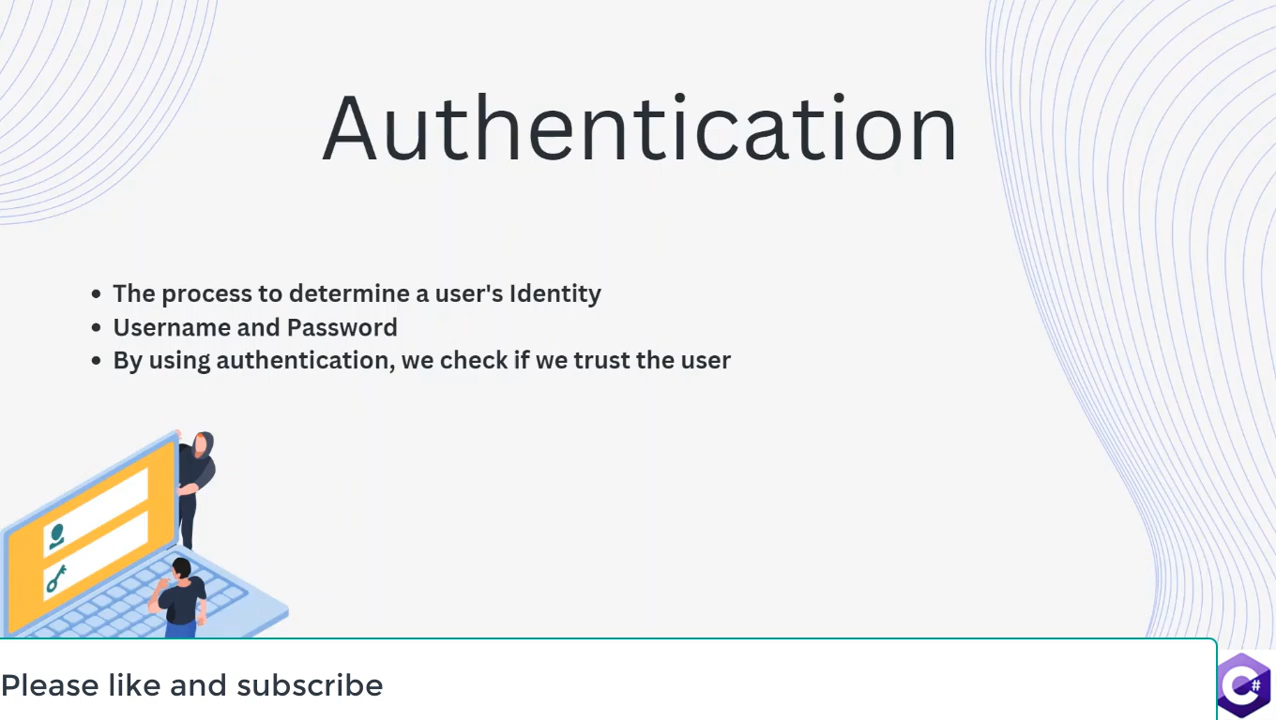 Authentication
• The process to determine a user's Identity
• Username and Password
• By using authentication, we check if we trust the user
Please like and subscribe
C#